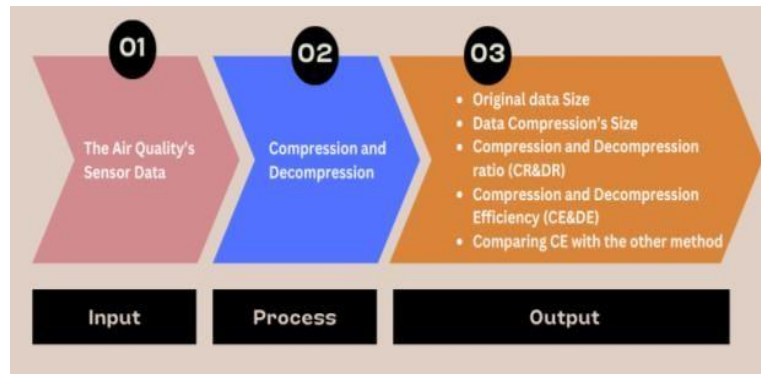 01
The Air Quality's
Sensor Data
02
Compression and
Decompression
03
• Original data Size
• Data Compression's Size
• Compression and Decompression
ratio (CR&DR)
• Compression and Decompression
Efficiency (CE&DE)
• Comparing CE with the other method
Input
Process
Output